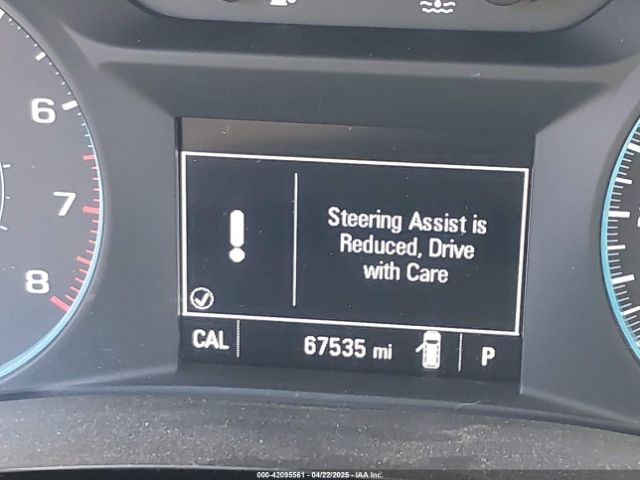 6
7
8
Steering Assist is
Reduced, Drive
with Care
CAL 67535 mi P
000-42095561 - 04/22/2025 - IAA Inc.